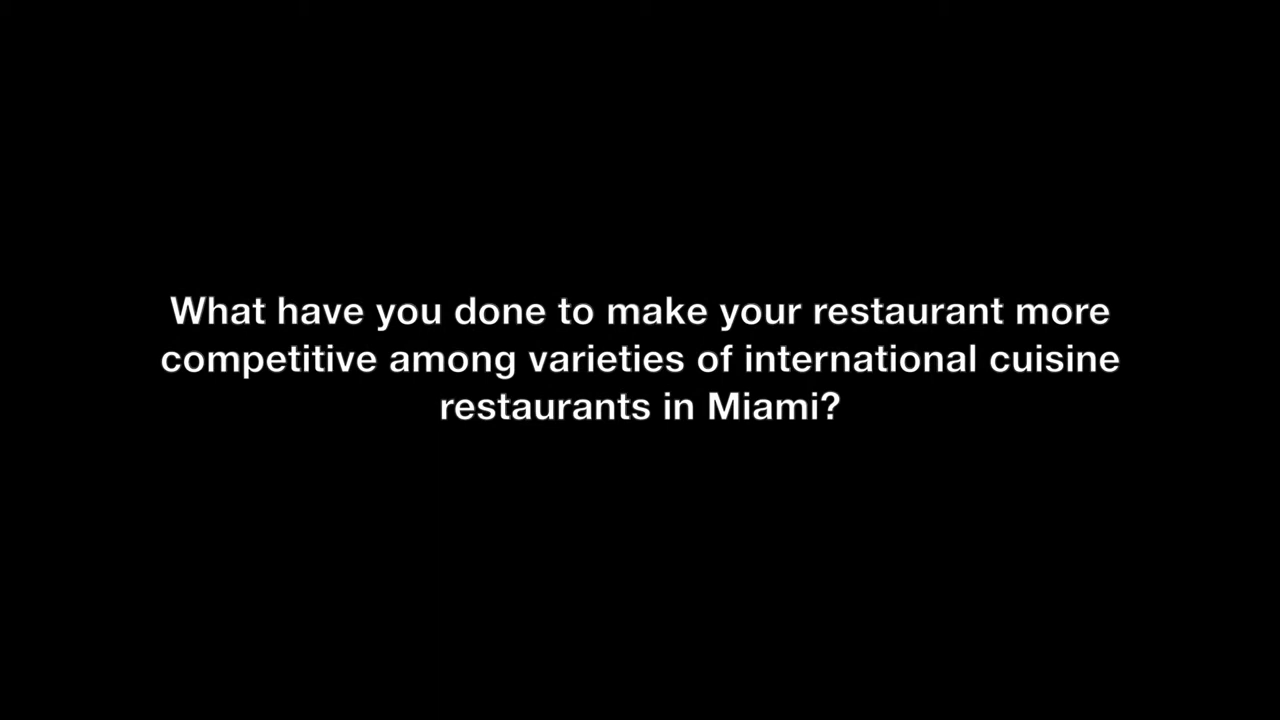 What have you done to make your restaurant more
competitive among varieties of international cuisine
restaurants in Miami?